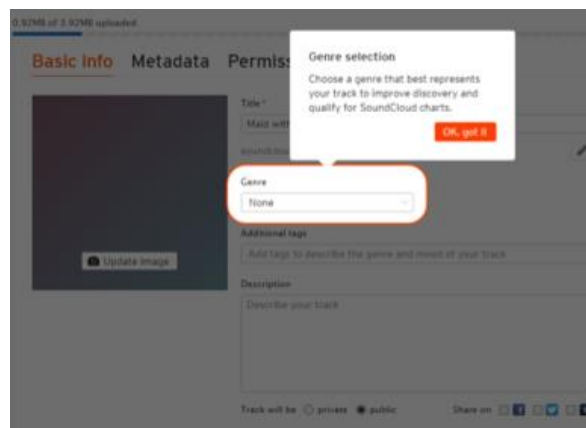 0.92MB of 3.92MB uploaded
Basic info Metadata Permiss
Genre selection
Choose a genre that best represents
your track to improve discovery and
qualify for SoundCloud charts.
OK, got it
Title *
Maid with
Genre
None
Additional tags
Add tags to describe the genre and mood of your track
Update image
Description
Describe your track
Track will be private public Share on